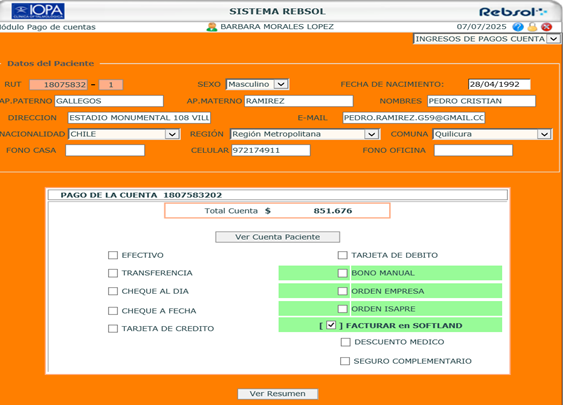 IOPA
CLINICA OFTALMOLOGICA
SISTEMA REBSOL
Rebsol
Módulo Pago de cuentas
BARBARA MORALES LOPEZ
07/07/2025
INGRESOS DE PAGOS CUENTA
Datos del Paciente
RUT 18075832 - 1 SEXO Masculino FECHA DE NACIMIENTO: 28/04/1992
AP.PATERNO GALLEGOS AP.MATERNO RAMIREZ NOMBRES PEDRO CRISTIAN
DIRECCION ESTADIO MONUMENTAL 108 VILL E-MAIL PEDRO.RAMIREZ.G59@GMAIL.CC
NACIONALIDAD CHILE REGIÓN Región Metropolitana COMUNA Quilicura
FONO CASA CELULAR 972174911 FONO OFICINA
PAGO DE LA CUENTA 1807583202
Total Cuenta $ 851.676
Ver Cuenta Paciente
EFECTIVO TARJETA DE DEBITO
TRANSFERENCIA BONO MANUAL
CHEQUE AL DIA ORDEN EMPRESA
CHEQUE A FECHA ORDEN ISAPRE
TARJETA DE CREDITO [ ] FACTURAR en SOFTLAND
DESCUENTO MEDICO
SEGURO COMPLEMENTARIO
Ver Resumen